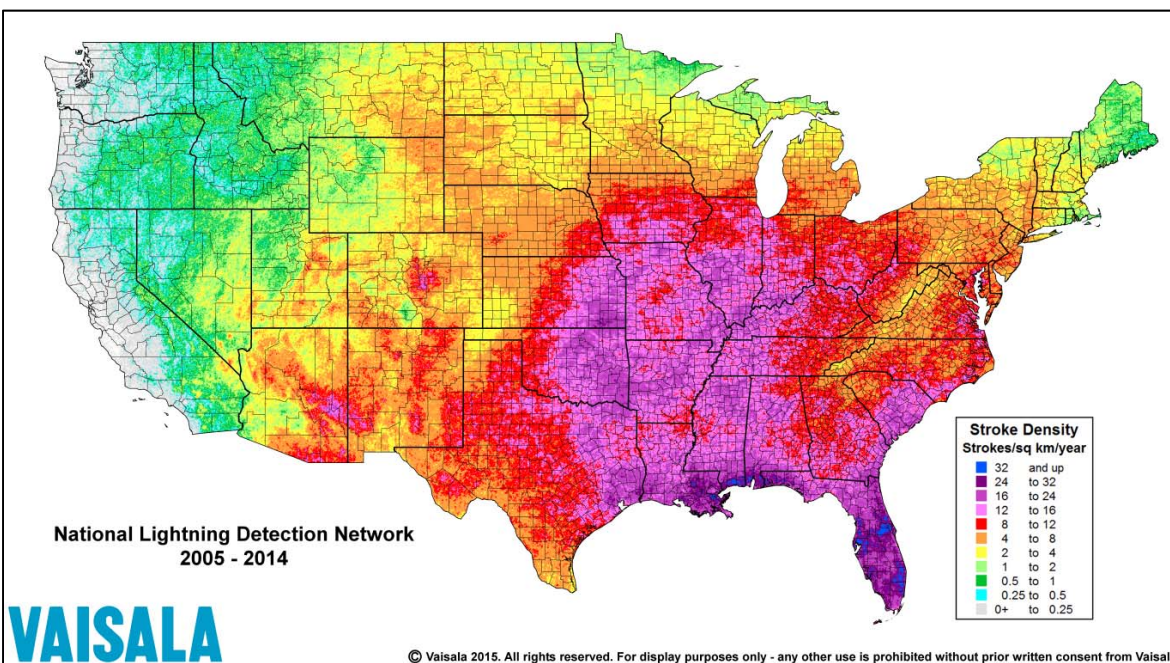 National Lightning Detection Network
2005 - 2014
Stroke Density
Strokes/sq km/year
32 and up
24 to 32
16 to 24
12 to 16
8 to 12
4 to 8
2 to 4
1 to 2
0.5 to 1
0.25 to 0.5
0+ to 0.25
VAISALA
© Vaisala 2015. All rights reserved. For display purposes only - any other use is prohibited without prior written consent from Vaisal